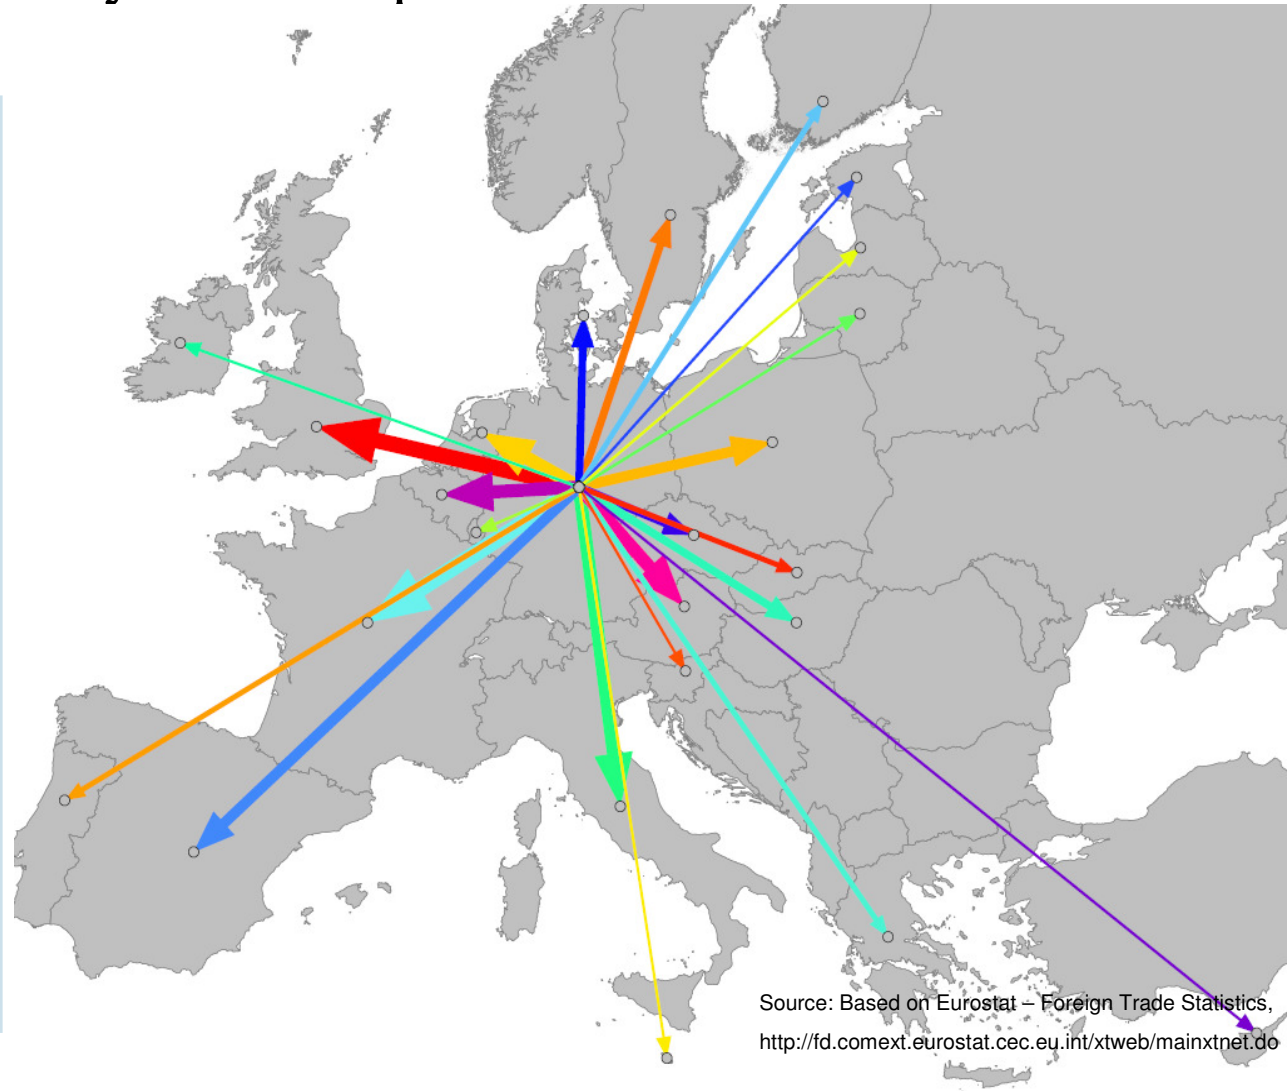 Source: Based on Eurostat – Foreign Trade Statistics,
http://fd.comext.eurostat.cec.eu.int/xtweb/mainxtnet.do